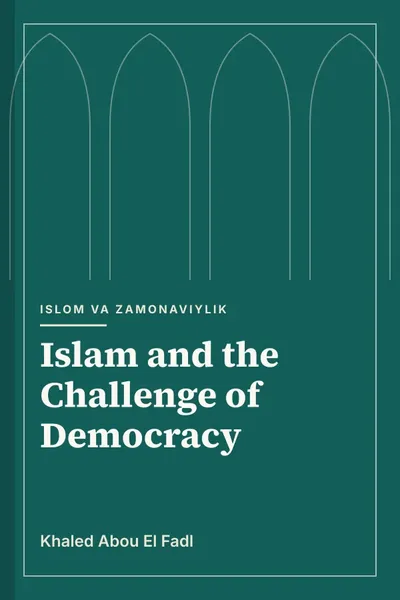 ISLOM VA ZAMONAVIYLIK
Islam and the
Challenge of
Democracy
Khaled Abou El Fadl